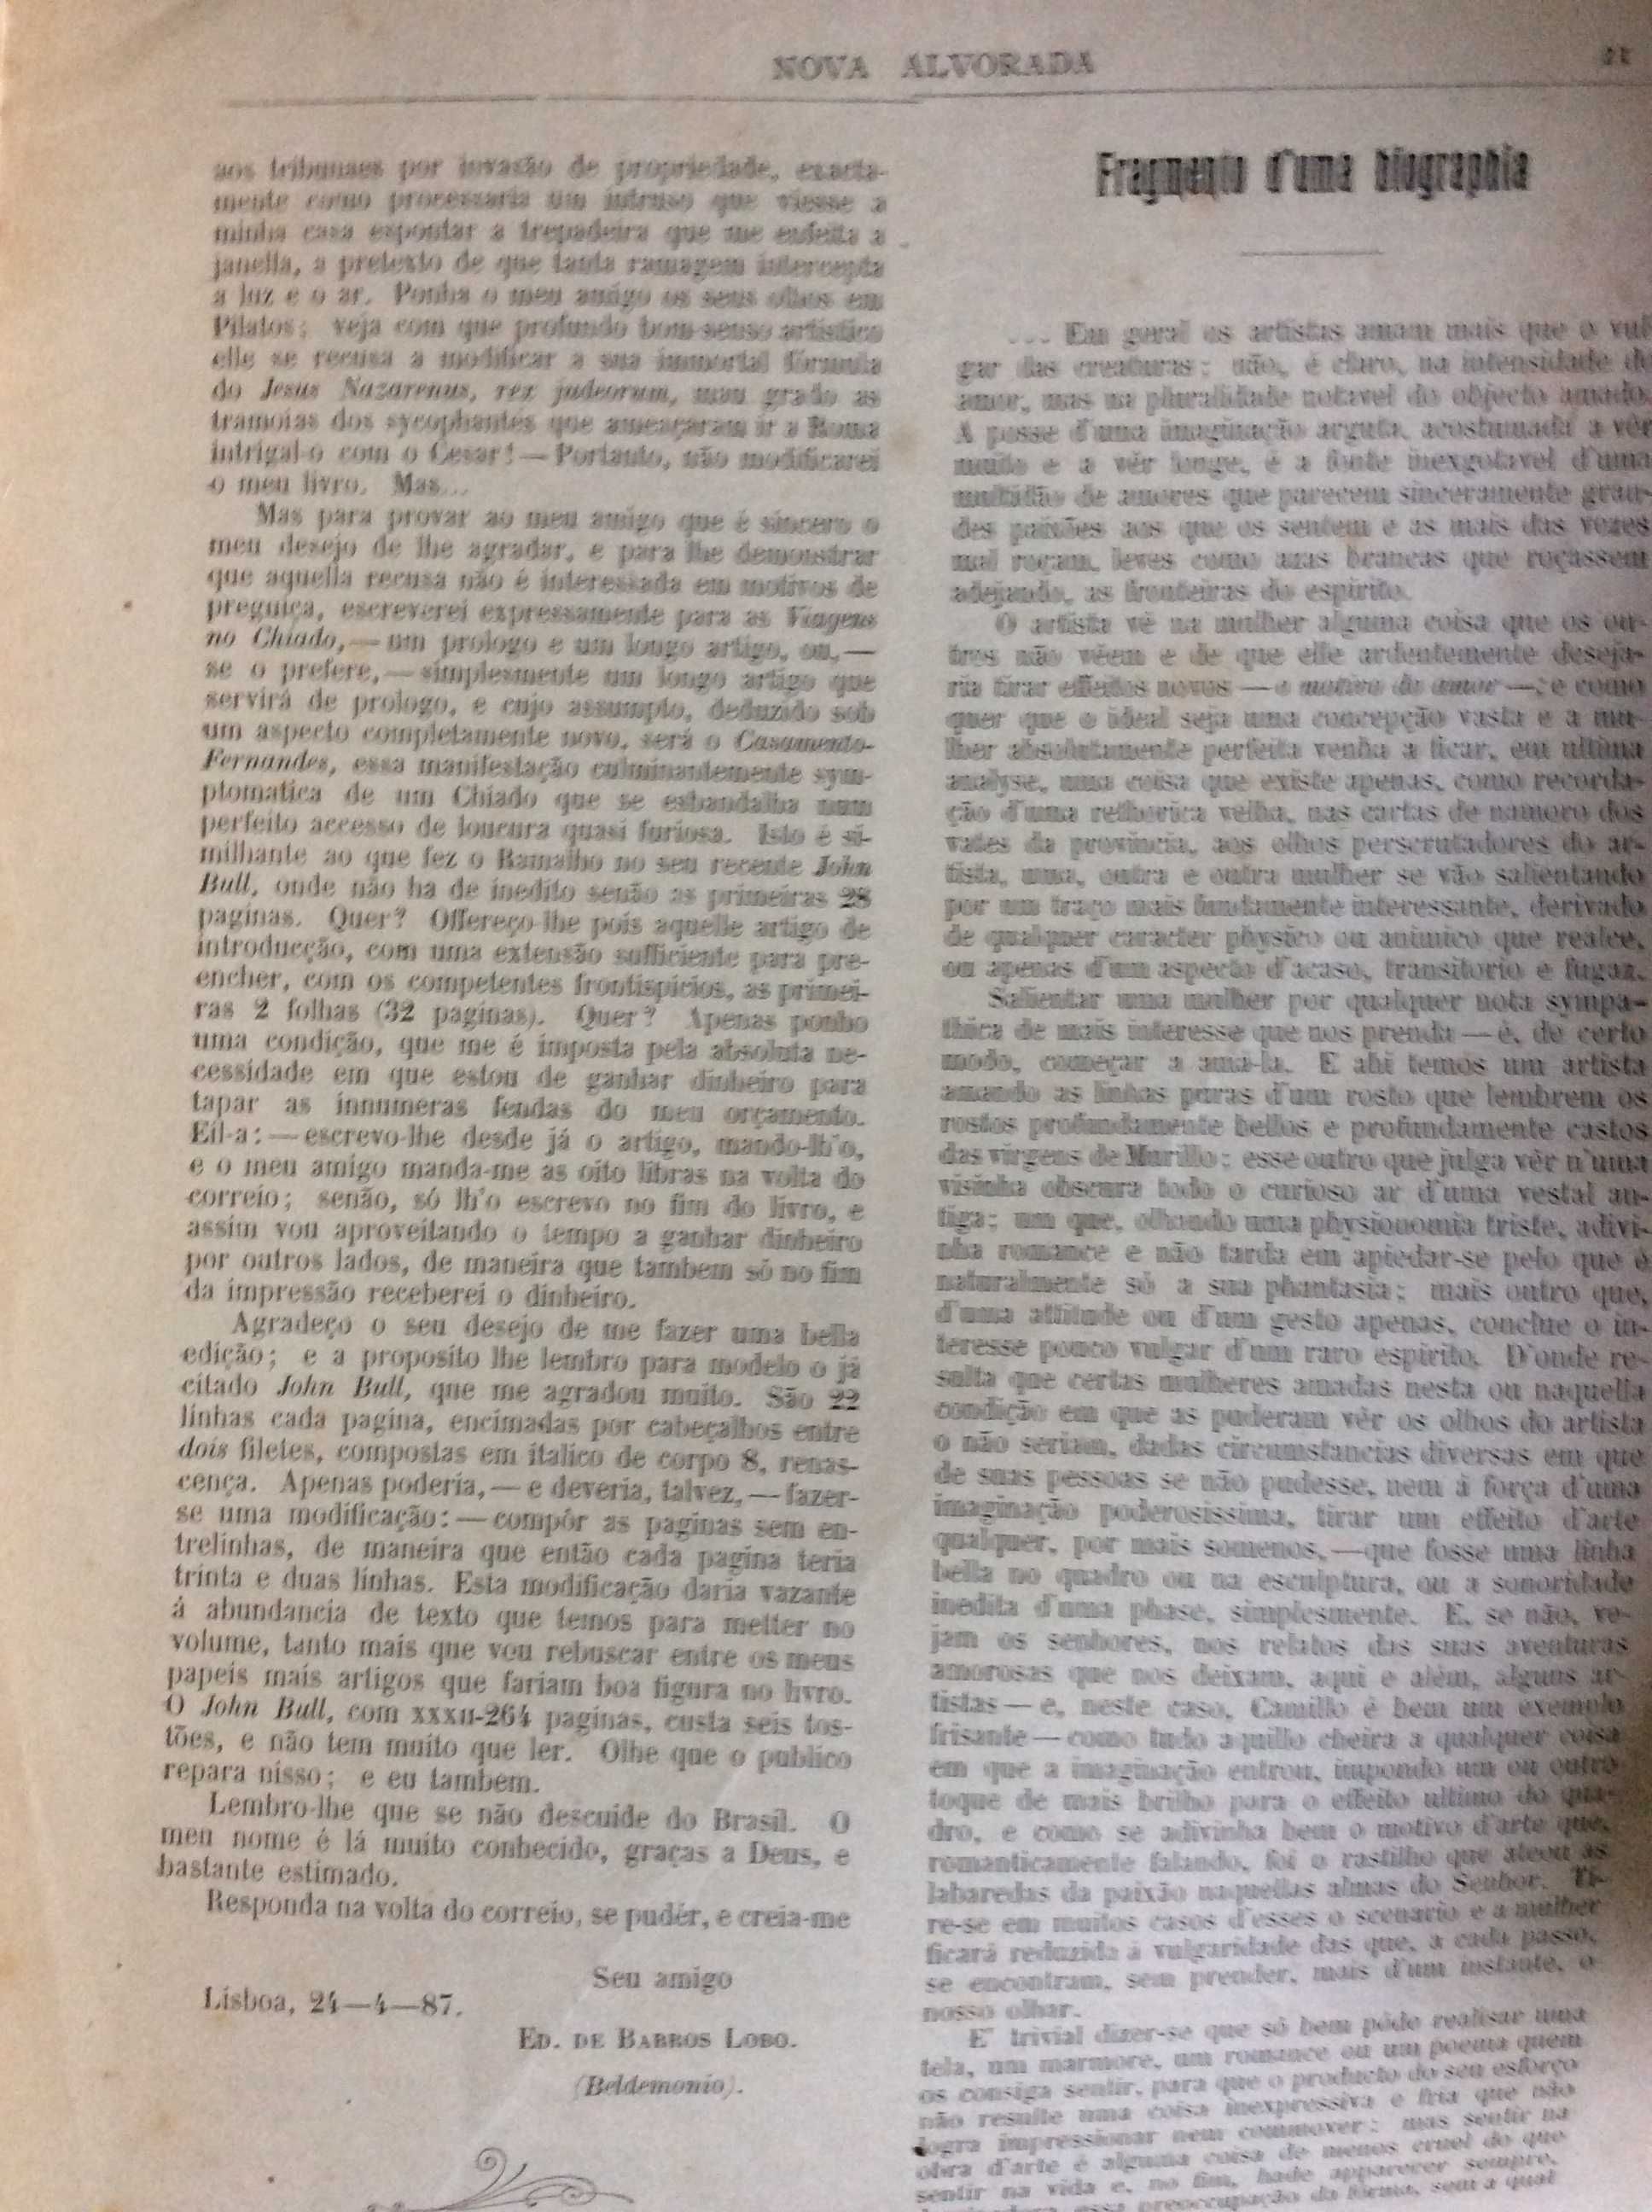 NOVA ALVORADA
aos tribunaes por invasão de propriedade, exacta-
mente como processaria um intruso que viesse a
minha casa espontar a trepadeira que me enfeita a
janella, a pretexto de que tanta ramagem intercepta
a luz e o ar. Ponha o meu amigo os seus olhos em
Pilatos; veja com que profundo bom-senso artistico
elle se recusa a modificar a sua immortal fórmula
do Jesus Nazarenus, rex judeorum, mau grado as
tramoias dos sycophantes que ameaçaram ir a Roma
intrigal-o com o Cesar! — Portanto, não modificarei
o meu livro. Mas...
Mas para provar ao meu amigo que é sincero o
meu desejo de lhe agradar, e para lhe demonstrar
que aquella recusa não é interessada em motivos de
preguiça, escreverei expressamente para as Viagens
no Chiado, — um prologo e um longo artigo, ou, —
se o prefere, — simplesmente um longo artigo que
servirá de prologo, e cujo assumpto, deduzido sob
um aspecto completamente novo, será o Casamento-
Fernandes, essa manifestação culminantemente sym-
ptomatica de um Chiado que se esbandalha num
perfeito accesso de loucura quasi furiosa. Isto é si-
milhante ao que fez o Ramalho no seu recente John
Bull, onde não ha de inedito senão as primeiras 28
paginas. Quer? Offereço-lhe pois aquelle artigo de
introducção, com uma extensão sufficiente para pre-
encher, com os competentes frontispicios, as primei-
ras 2 folhas (32 paginas). Quer? Apenas ponho
uma condição, que me é imposta pela absoluta ne-
cessidade em que estou de ganhar dinheiro para
tapar as innumeras fendas do meu orçamento.
Eil-a: — escrevo-lhe desde já o artigo, mando-lh'o,
e o meu amigo manda-me as oito libras na volta do
correio; senão, só lh'o escrevo no fim do livro, e
assim vou aproveitando o tempo a ganhar dinheiro
por outros lados, de maneira que tambem só no fim
da impressão receberei o dinheiro.
Agradeço o seu desejo de me fazer uma bella
edição; e a proposito lhe lembro para modelo o já
citado John Bull, que me agradou muito. São 22
linhas cada pagina, encimadas por cabeçalhos entre
dois filetes, compostas em italico de corpo 8, renas-
cença. Apenas poderia, — e deveria, talvez, — fazer-
se uma modificação: — compôr as paginas sem en-
trelinhas, de maneira que então cada pagina teria
trinta e duas linhas. Esta modificação daria vazante
á abundancia de texto que temos para metter no
volume, tanto mais que vou rebuscar entre os meus
papeis mais artigos que fariam boa figura no livro.
O John Bull, com xxxii-264 paginas, custa seis tos-
tões, e não tem muito que ler. Olhe que o publico
repara nisso; e eu tambem.
Lembro-lhe que se não descuide do Brasil. O
meu nome é lá muito conhecido, graças a Deus, e
bastante estimado.
Responda na volta do correio, se pudér, e creia-me
Seu amigo
Lisboa, 24—4—87.
ED. DE BARROS LOBO.
(Beldemonio).
Fragmento d'uma biographia
... Em geral os artistas amam mais que o vul
gar das creaturas: não, é claro, na intensidade do
amor, mas na pluralidade notavel do objecto amado.
A posse d'uma imaginação arguta, acostumada a vêr
muito e a vêr longe, é a fonte inexgotavel d'uma
multidão de amores que parecem sinceramente gran-
des paixões aos que os sentem e as mais das vezes
mal roçam, leves como azas brancas que roçassem
adejando, as fronteiras do espirito.
O artista vê na mulher alguma coisa que os ou-
tros não vêem e de que elle ardentemente deseja-
ria tirar effeitos novos — o motivo do amor —; e como
quer que o ideal seja uma concepção vasta e a mu-
lher absolutamente perfeita venha a ficar, em ultima
analyse, uma coisa que existe apenas, como recorda-
ção d'uma rethorica velha, nas cartas de namoro dos
vates da provincia, aos olhos perscrutadores do ar-
tista, uma, outra e outra mulher se vão salientando
por um traço mais fundamente interessante, derivado
de qualquer caracter physico ou animico que realce,
ou apenas d'um aspecto d'acaso, transitorio e fugaz.
Salientar uma mulher por qualquer nota sympa-
thica de mais interesse que nos prenda — é, de certo
modo, começar a ama-la. E ahi temos um artista
amando as linhas puras d'um rosto que lembrem os
rostos profundamente bellos e profundamente castos
das virgens de Murillo; esse outro que julga vêr n'uma
visinha obscura todo o curioso ar d'uma vestal an-
tiga; um que, olhando uma physionomia triste, adivi-
nha romance e não tarda em apiedar-se pelo que é
naturalmente só a sua phantasia; mais outro que,
d'uma attitude ou d'um gesto apenas, conclue o in-
teresse pouco vulgar d'um raro espirito. D'onde re-
sulta que certas mulheres amadas nesta ou naquella
condição em que as puderam vêr os olhos do artista
o não seriam, dadas circumstancias diversas em que
de suas pessoas se não pudesse, nem á força d'uma
imaginação poderosissima, tirar um effeito d'arte
qualquer, por mais somenos, — que fosse uma linha
bella no quadro ou na esculptura, ou a sonoridade
inedita d'uma phase, simplesmente. E, se não, ve-
jam os senhores, nos relatos das suas aventuras
amorosas que nos deixam, aqui e além, alguns ar-
tistas — e, neste caso, Camillo é bem um exemplo
frisante — como tudo aquillo cheira a qualquer coisa
em que a imaginação entrou, impondo um ou outro
toque de mais brilho para o effeito ultimo do qua-
dro, e como se adivinha bem o motivo d'arte que,
romanticamente falando, foi o rastilho que ateou as
labaredas da paixão naquellas almas do Senhor. Ti-
re-se em muitos casos d'esses o scenario e a mulher
ficará reduzida á vulgaridade das que, a cada passo,
se encontram, sem prender, mais d'um instante, o
nosso olhar.
E' trivial dizer-se que só bem póde realisar uma
tela, um marmore, um romance ou um poema quem
os consiga sentir, para que o producto do seu esforço
não resulte uma coisa inexpressiva e fria que não
logra impressionar nem commover: mas sentir na
obra d'arte é alguma coisa de menos cruel do que
sentir na vida e, no fim, hade apparecer sempre,
essa preoccupação da fórma, sem a qual